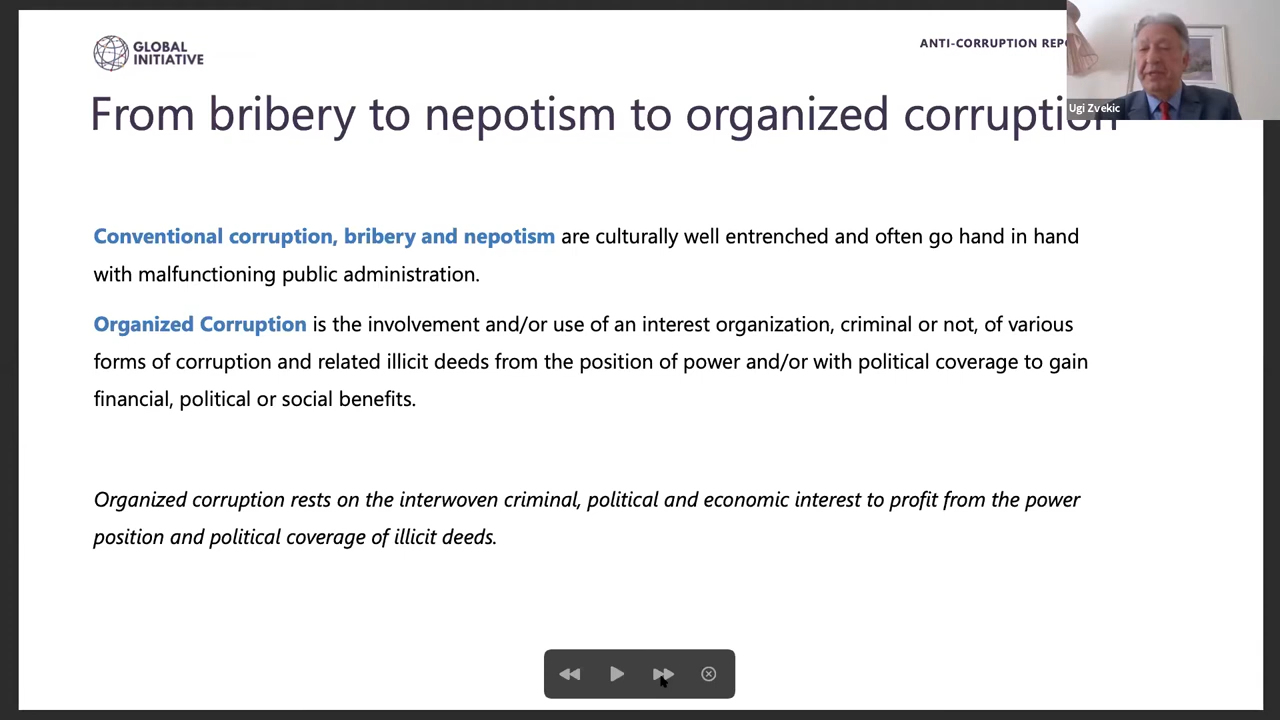 GLOBAL
INITIATIVE
ANTI-CORRUPTION
Ugi Zvekic
From bribery to nepotism to organized corruption
Conventional corruption, bribery and nepotism are culturally well entrenched and often go hand in hand
with malfunctioning public administration.
Organized Corruption is the involvement and/or use of an interest organization, criminal or not, of various
forms of corruption and related illicit deeds from the position of power and/or with political coverage to gain
financial, political or social benefits.
Organized corruption rests on the interwoven criminal, political and economic interest to profit from the power
position and political coverage of illicit deeds.